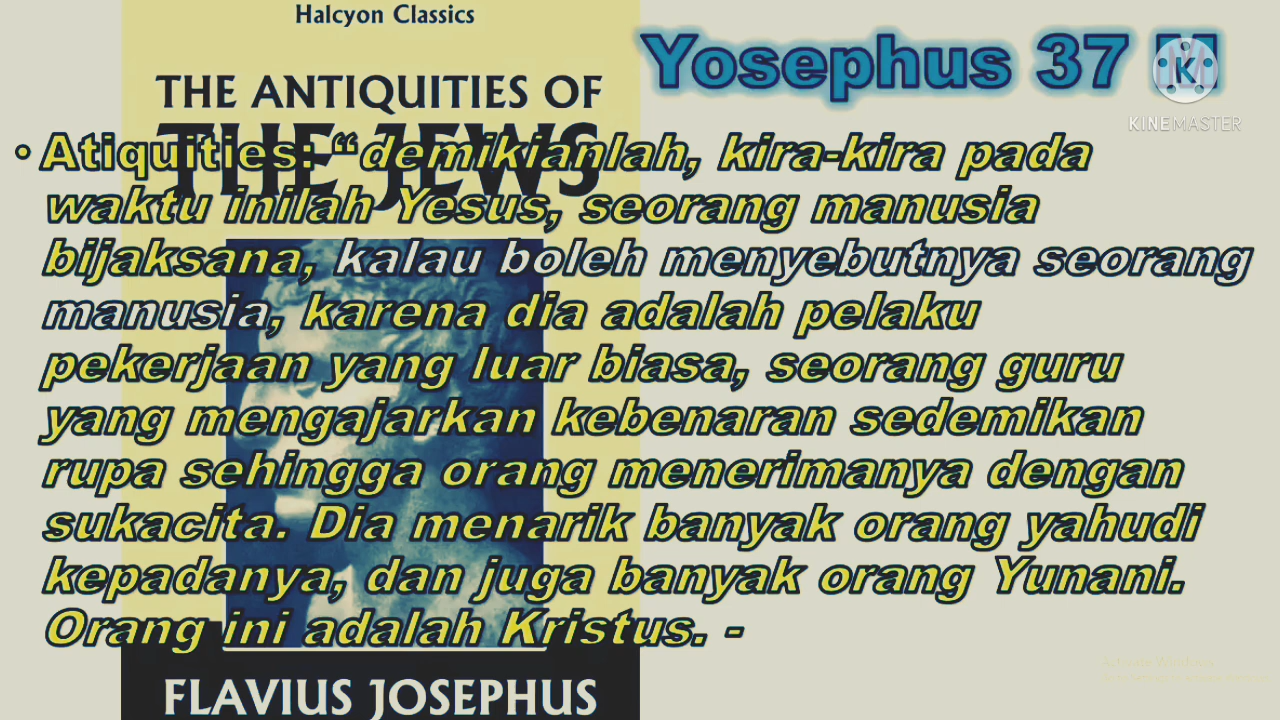 Halcyon Classics
THE ANTIQUITIES OF
THE JEWS
Yosephus 37 M
K
KINEMASTER
• Atiquities: “demikianlah, kira-kira pada
waktu inilah Yesus, seorang manusia
bijaksana, kalau boleh menyebutnya seorang
manusia, karena dia adalah pelaku
pekerjaan yang luar biasa, seorang guru
yang mengajarkan kebenaran sedemikan
rupa sehingga orang menerimanya dengan
sukacita. Dia menarik banyak orang yahudi
kepadanya, dan juga banyak orang Yunani.
Orang ini adalah Kristus. -
FLAVIUS JOSEPHUS